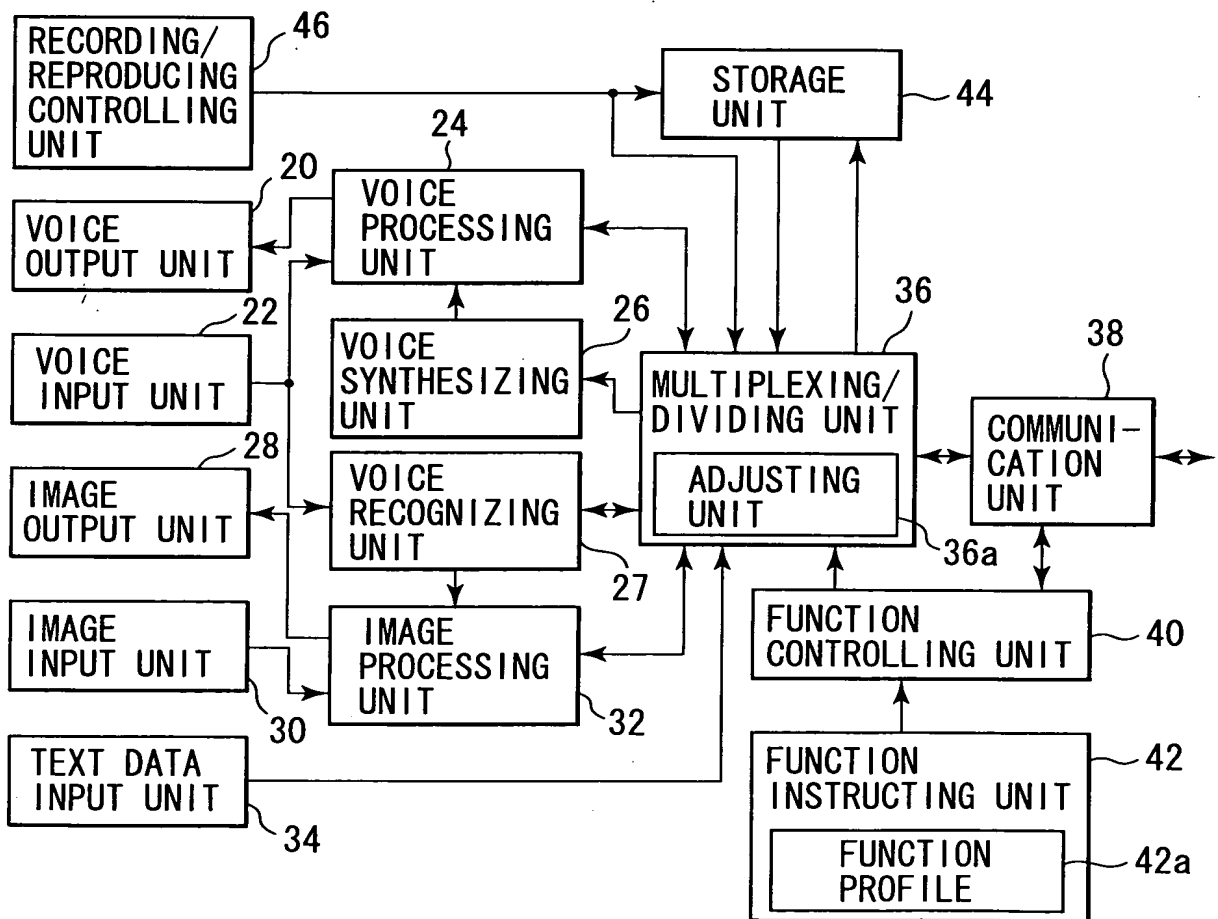 RECORDING/
REPRODUCING
CONTROLLING
UNIT
46
STORAGE
UNIT
44
24
20
VOICE
PROCESSING
UNIT
VOICE
OUTPUT UNIT
22
VOICE
INPUT UNIT
26
VOICE
SYNTHESIZING
UNIT
36
MULTIPLEXING/
DIVIDING UNIT
ADJUSTING
UNIT
36a
38
COMMUNI-
CATION
UNIT
28
IMAGE
OUTPUT UNIT
VOICE
RECOGNIZING
UNIT
27
IMAGE
INPUT UNIT
30
IMAGE
PROCESSING
UNIT
32
FUNCTION
CONTROLLING UNIT
40
TEXT DATA
INPUT UNIT
34
FUNCTION
INSTRUCTING UNIT
42
FUNCTION
PROFILE
42a